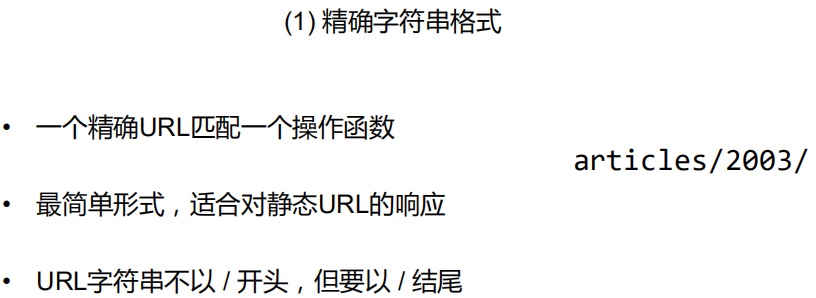 (1) 精确字符串格式
• 一个精确URL匹配一个操作函数
articles/2003/
• 最简单形式，适合对静态URL的响应
• URL字符串不以 / 开头，但要以 / 结尾